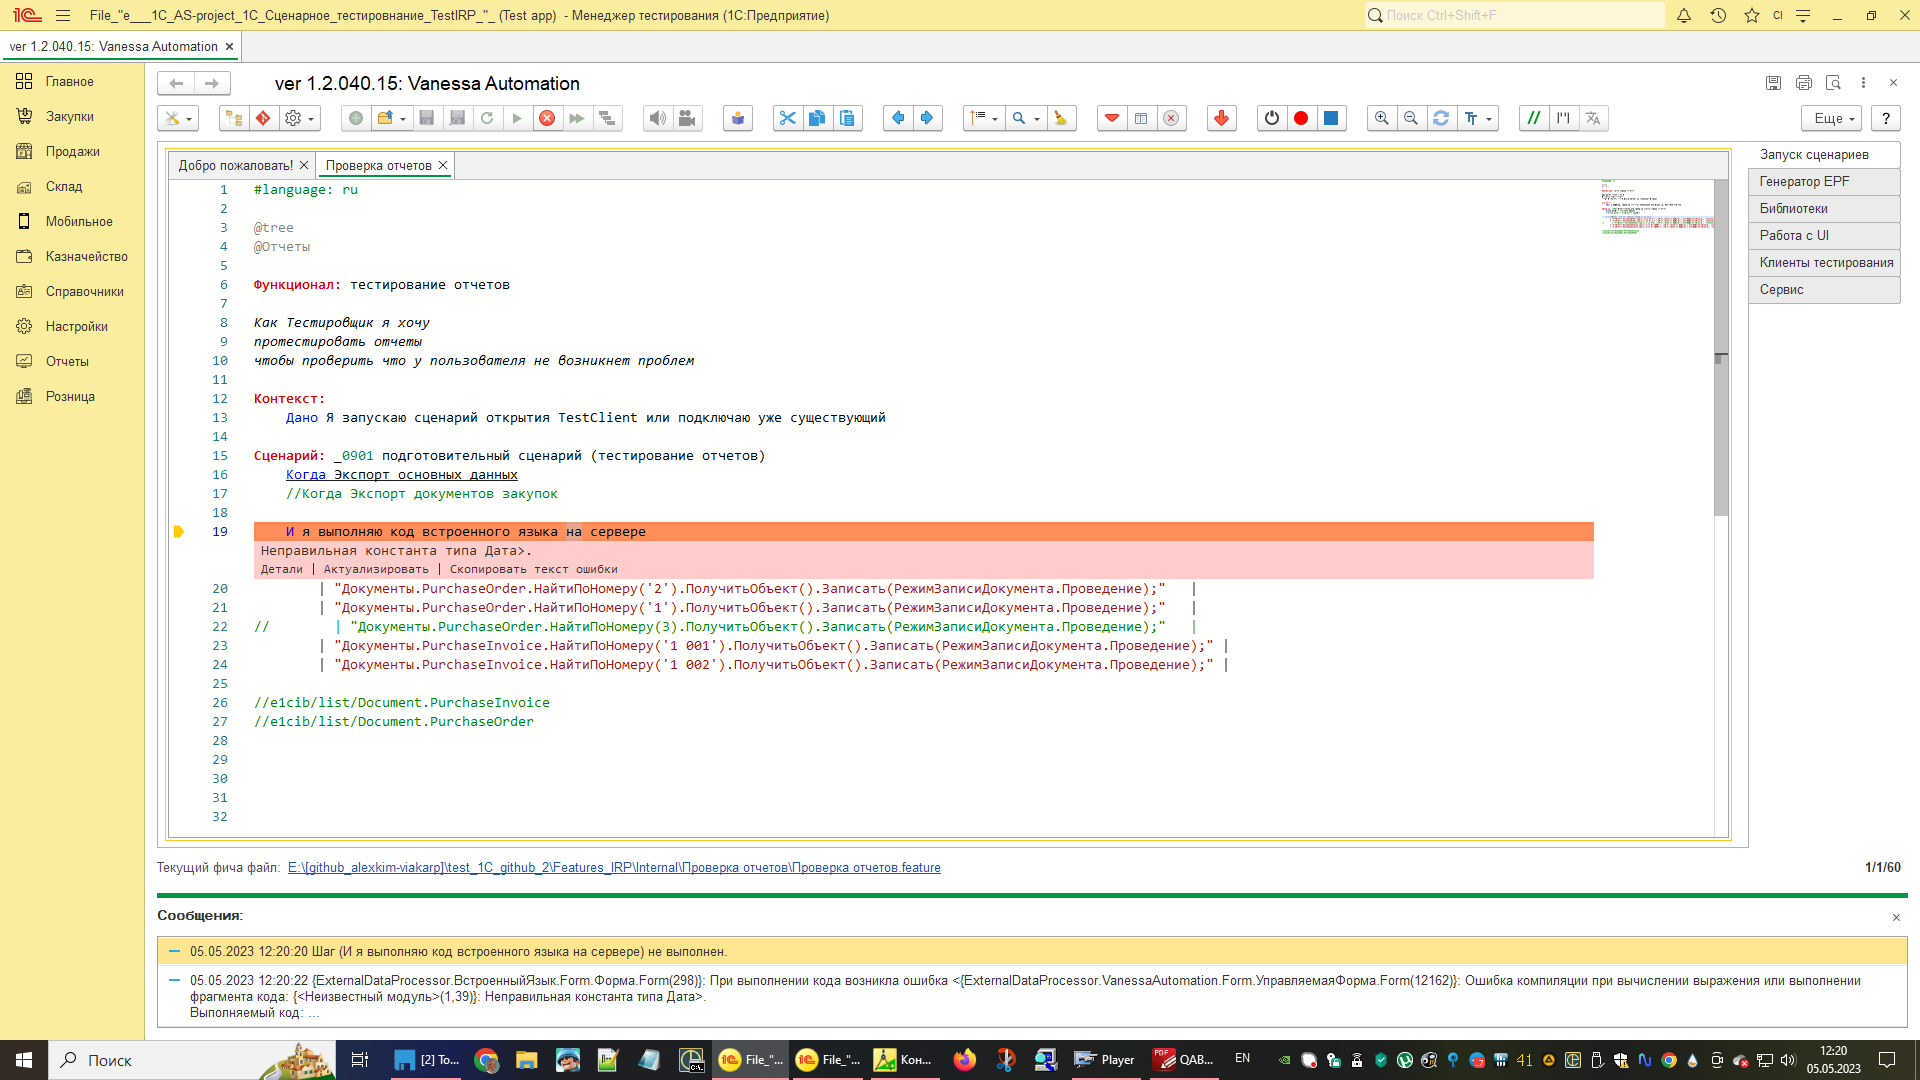 File_"e___1C_AS-project_1С_Сценарное_тестировнание_TestIRP_"_ (Test app) - Менеджер тестирования (1С:Предприятие)
Поиск Ctrl+Shift+F
CI
ver 1.2.040.15: Vanessa Automation
Главное
Закупки
Продажи
Склад
Мобильное
Казначейство
Справочники
Настройки
Отчеты
Розница
ver 1.2.040.15: Vanessa Automation
Еще
?
Добро пожаловать!
Проверка отчетов
Запуск сценариев
Генератор EPF
Библиотеки
Работа с UI
Клиенты тестирования
Сервис
1 #language: ru
2
3 @tree
4 @Отчеты
5
6 Функционал: тестирование отчетов
7
8 Как Тестировщик я хочу
9 протестировать отчеты
10 чтобы проверить что у пользователя не возникнет проблем
11
12 Контекст:
13 Дано Я запускаю сценарий открытия TestClient или подключаю уже существующий
14
15 Сценарий: _0901 подготовительный сценарий (тестирование отчетов)
16 Когда Экспорт основных данных
17 //Когда Экспорт документов закупок
18
19 И я выполняю код встроенного языка на сервере
Неправильная константа типа Дата>.
Детали | Актуализировать | Скопировать текст ошибки
20 | "Документы.PurchaseOrder.НайтиПоНомеру('2').ПолучитьОбъект().Записать(РежимЗаписиДокумента.Проведение);" |
21 | "Документы.PurchaseOrder.НайтиПоНомеру('1').ПолучитьОбъект().Записать(РежимЗаписиДокумента.Проведение);" |
22 // | "Документы.PurchaseOrder.НайтиПоНомеру(3).ПолучитьОбъект().Записать(РежимЗаписиДокумента.Проведение);" |
23 | "Документы.PurchaseInvoice.НайтиПоНомеру('1 001').ПолучитьОбъект().Записать(РежимЗаписиДокумента.Проведение);" |
24 | "Документы.PurchaseInvoice.НайтиПоНомеру('1 002').ПолучитьОбъект().Записать(РежимЗаписиДокумента.Проведение);" |
25
26 //e1cib/list/Document.PurchaseInvoice
27 //e1cib/list/Document.PurchaseOrder
28
29
30
31
32
Текущий фича файл: E:\[github_alexkim-viakarp]\test_1C_github_2\Features_IRP\Internal\Проверка отчетов\Проверка отчетов.feature
1/1/60
Сообщения:
05.05.2023 12:20:20 Шаг (И я выполняю код встроенного языка на сервере) не выполнен.
05.05.2023 12:20:22 {ExternalDataProcessor.ВстроенныйЯзык.Form.Форма.Form(298)}: При выполнении кода возникла ошибка <{ExternalDataProcessor.VanessaAutomation.Form.УправляемаяФорма.Form(12162)}: Ошибка компиляции при вычислении выражения или выполнении
фрагмента кода: {<Неизвестный модуль>(1,39)}: Неправильная константа типа Дата>.
Выполняемый код: ...
Поиск
[2] To...
File_"...
File_"...
Кон...
Player
QAB...
EN
41
12:20
05.05.2023